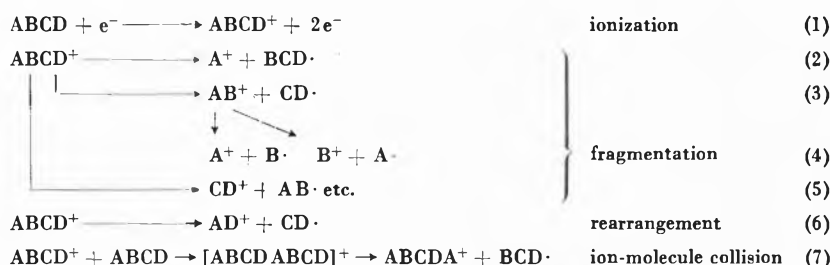 ABCD + e⁻ ⟶ ABCD⁺ + 2e⁻ ionization (1)
ABCD⁺ ⟶ A⁺ + BCD· (2)
⟶ AB⁺ + CD· (3)
A⁺ + B· B⁺ + A· fragmentation (4)
⟶ CD⁺ + AB· etc. (5)
ABCD⁺ ⟶ AD⁺ + CD· rearrangement (6)
ABCD⁺ + ABCD → [ABCDABCD]⁺ → ABCDA⁺ + BCD· ion-molecule collision (7)